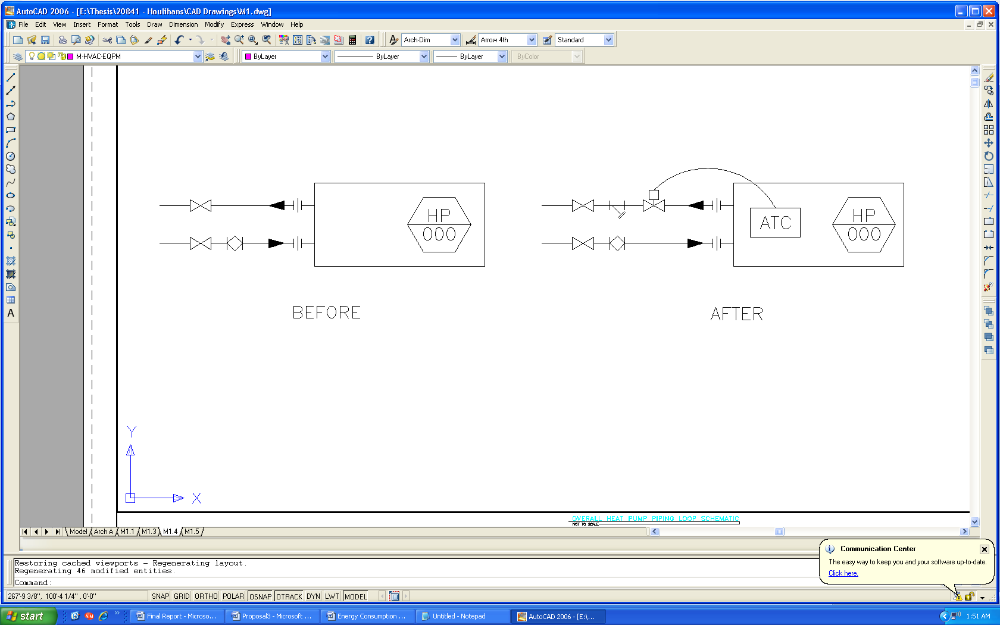 AutoCAD 2006 - [E:\Thesis\20841 - Houlihans\CAD Drawings\M1.dwg]
File Edit View Insert Format Tools Draw Dimension Modify Express Window Help
Arch-Dim Arrow 4th Standard
M-HVAC-EQPM ByLayer ByLayer ByLayer ByColor
HP
000
ATC
HP
000
BEFORE
AFTER
Y
X
OVERALL HEAT PUMP PIPING LOOP SCHEMATIC
NOT TO SCALE
Model Arch A M1.1 M1.3 M1.4 M1.5
Communication Center
The easy way to keep you and your software up-to-date.
Click here.
Restoring cached viewports - Regenerating layout.
Regenerating 46 modified entities.
Command:
267'-9 3/8", 100'-4 1/4" , 0'-0" SNAP GRID ORTHO POLAR OSNAP OTRACK DYN LWT MODEL
start AIM » Final Report - Microso... Proposal3 - Microsoft ... Energy Consumption ... Untitled - Notepad AutoCAD 2006 - [E:\... 1:51 AM